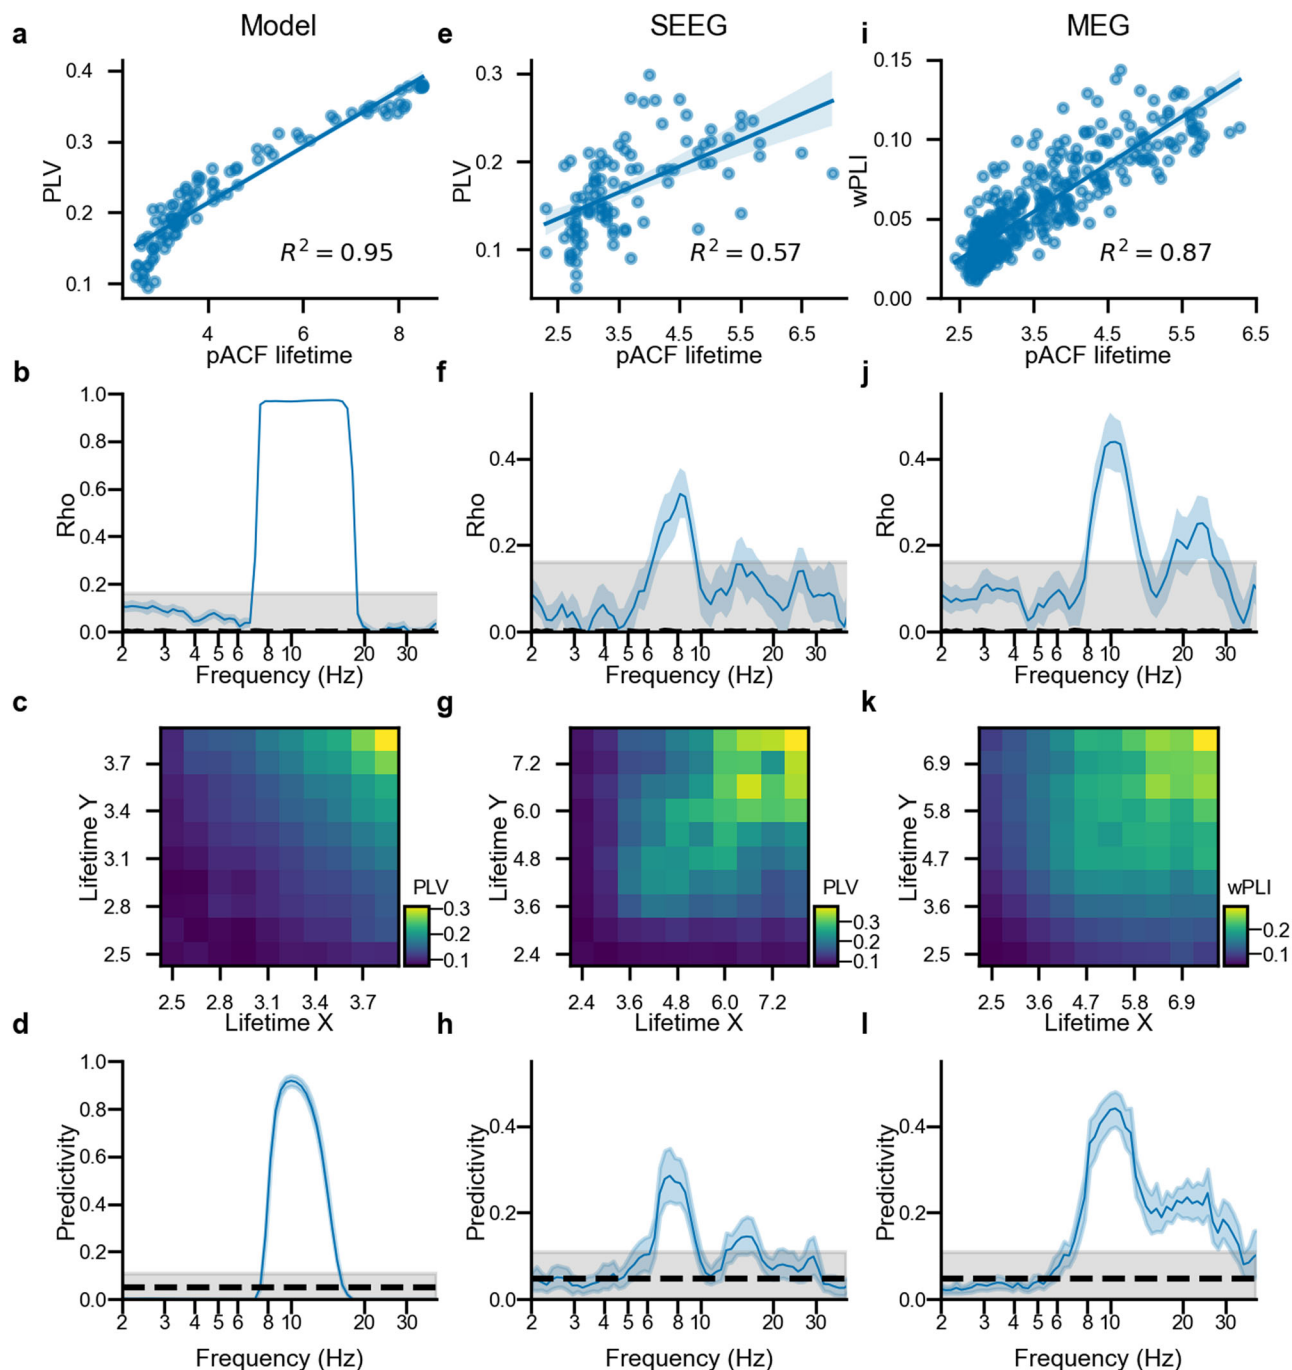 a Model e SEEG i MEG
0.4 0.3 0.2 0.1
PLV
R² = 0.95
4 6 8
pACF lifetime
0.3 0.2 0.1
PLV
R² = 0.57
2.5 3.5 4.5 5.5 6.5
pACF lifetime
0.15 0.10 0.05 0.00
wPLI
R² = 0.87
2.5 3.5 4.5 5.5 6.5
pACF lifetime
b
1.0 0.8 0.6 0.4 0.2 0.0
Rho
2 3 4 5 6 8 10 20 30
Frequency (Hz)
f
0.4 0.2 0.0
Rho
2 3 4 5 6 8 10 20 30
Frequency (Hz)
j
0.4 0.2 0.0
Rho
2 3 4 5 6 8 10 20 30
Frequency (Hz)
c
3.7 3.4 3.1 2.8 2.5
Lifetime Y
2.5 2.8 3.1 3.4 3.7
Lifetime X
PLV
0.3 0.2 0.1
g
7.2 6.0 4.8 3.6 2.4
Lifetime Y
2.4 3.6 4.8 6.0 7.2
Lifetime X
PLV
0.3 0.2 0.1
k
6.9 5.8 4.7 3.6 2.5
Lifetime Y
2.5 3.6 4.7 5.8 6.9
Lifetime X
wPLI
0.2 0.1
d
1.0 0.8 0.6 0.4 0.2 0.0
Predictivity
2 3 4 5 6 8 10 20 30
Frequency (Hz)
h
0.4 0.2 0.0
Predictivity
2 3 4 5 6 8 10 20 30
Frequency (Hz)
l
0.4 0.2 0.0
Predictivity
2 3 4 5 6 8 10 20 30
Frequency (Hz)